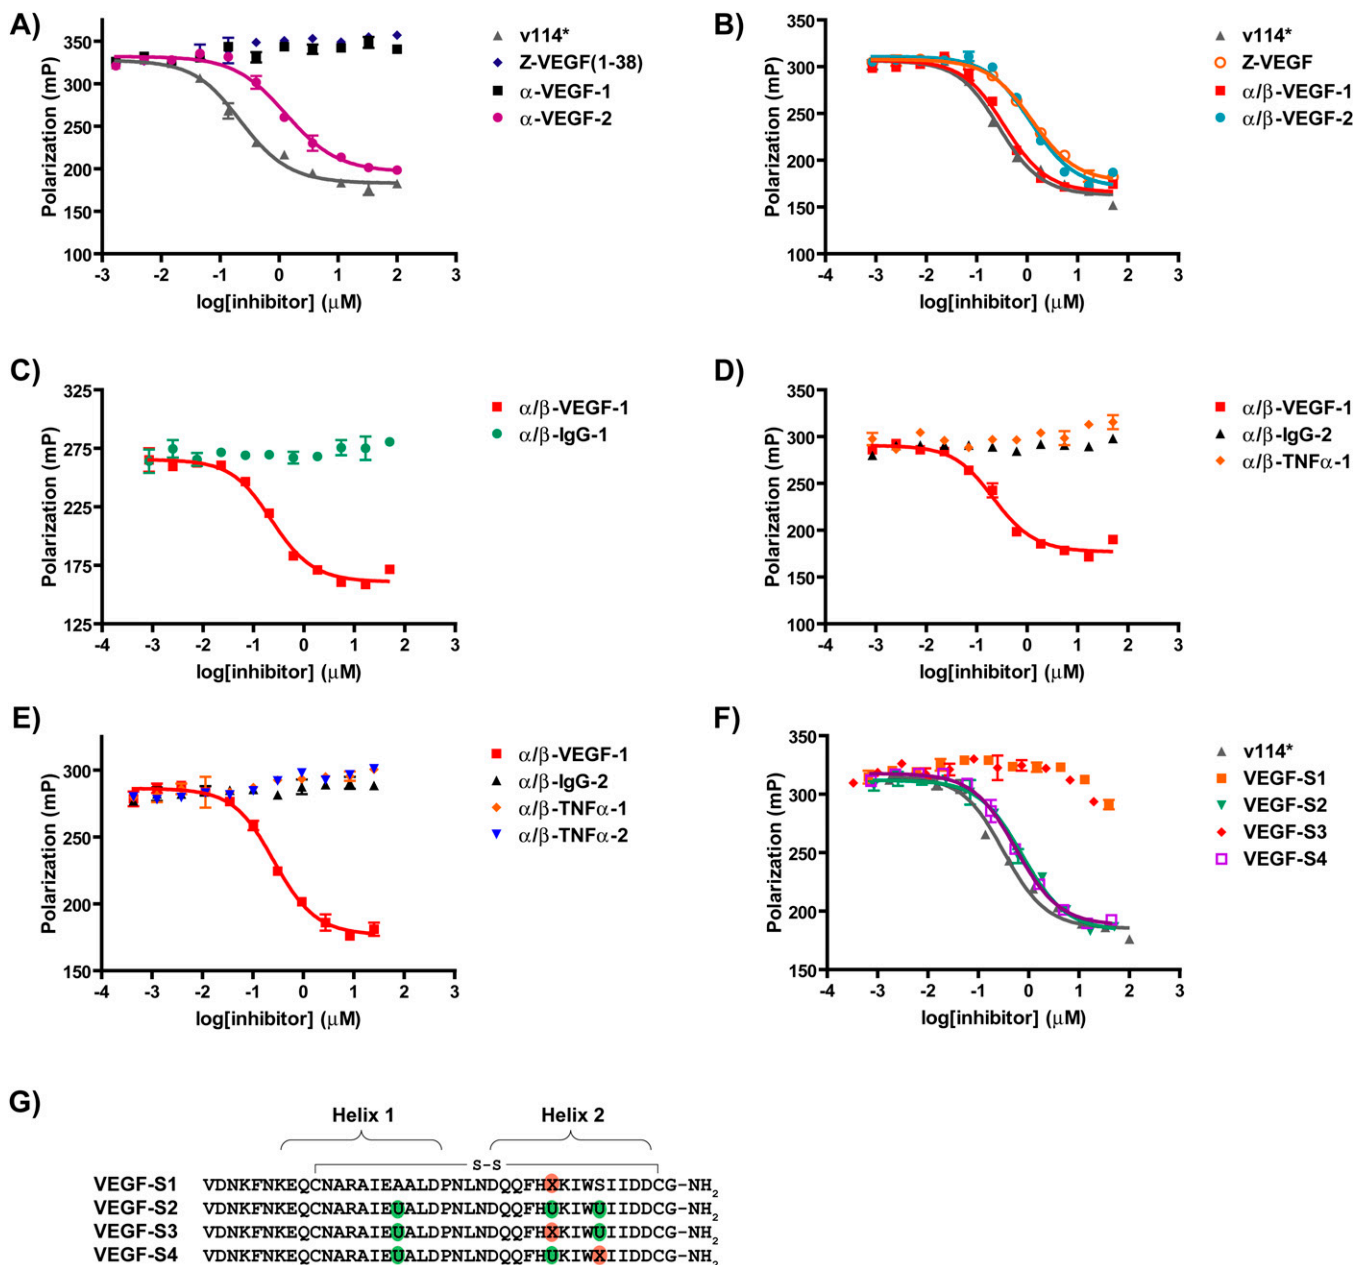 A)
Polarization (mP)
350
300
250
200
150
100
-3 -2 -1 0 1 2 3
log[inhibitor] (μM)
v114*
Z-VEGF(1-38)
α-VEGF-1
α-VEGF-2
B)
Polarization (mP)
350
300
250
200
150
100
-4 -3 -2 -1 0 1 2 3
log[inhibitor] (μM)
v114*
Z-VEGF
α/β-VEGF-1
α/β-VEGF-2
C)
Polarization (mP)
325
275
225
175
125
-4 -3 -2 -1 0 1 2 3
log[inhibitor] (μM)
α/β-VEGF-1
α/β-IgG-1
D)
Polarization (mP)
350
300
250
200
150
100
-4 -3 -2 -1 0 1 2 3
log[inhibitor] (μM)
α/β-VEGF-1
α/β-IgG-2
α/β-TNFα-1
E)
Polarization (mP)
300
250
200
150
-4 -3 -2 -1 0 1 2 3
log[inhibitor] (μM)
α/β-VEGF-1
α/β-IgG-2
α/β-TNFα-1
α/β-TNFα-2
F)
Polarization (mP)
350
300
250
200
150
-4 -3 -2 -1 0 1 2 3
log[inhibitor] (μM)
v114*
VEGF-S1
VEGF-S2
VEGF-S3
VEGF-S4
G)
Helix 1 Helix 2
S-S
VEGF-S1 VDNKFNKEQCNARAIEAALDPNLNDQQFHXKIWSIIDDCG-NH2
VEGF-S2 VDNKFNKEQCNARAIEUALDPNLNDQQFHUKIWUIIDDCG-NH2
VEGF-S3 VDNKFNKEQCNARAIEUALDPNLNDQQFHXKIWUIIDDCG-NH2
VEGF-S4 VDNKFNKEQCNARAIEUALDPNLNDQQFHUKIWXIIDDCG-NH2